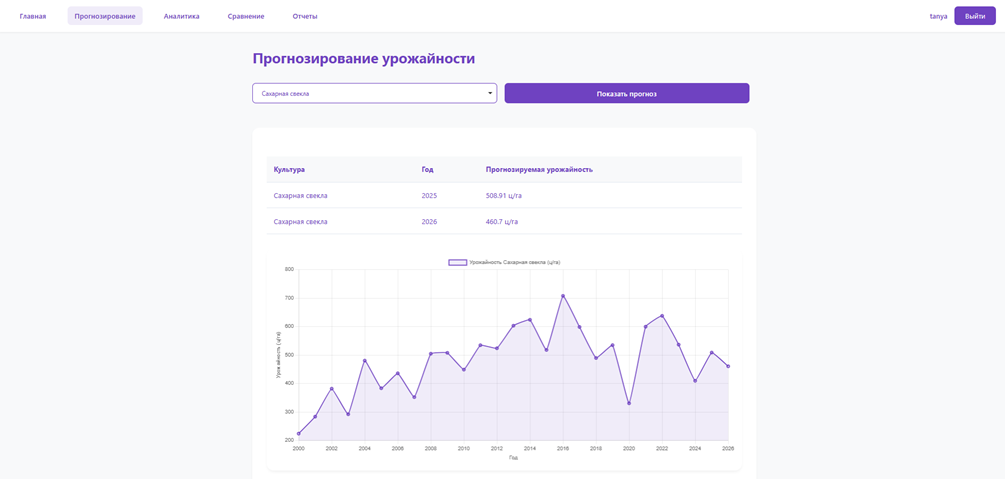 Главная Прогнозирование Аналитика Сравнение Отчеты tanya Выйти
Прогнозирование урожайности
Сахарная свекла Показать прогноз
Культура Год Прогнозируемая урожайность
Сахарная свекла 2025 508.91 ц/га
Сахарная свекла 2026 460.7 ц/га
Урожайность Сахарная свекла (ц/га)
800
700
600
500
400
300
200
Урожайность (ц/га)
2000 2002 2004 2006 2008 2010 2012 2014 2016 2018 2020 2022 2024 2026
Год